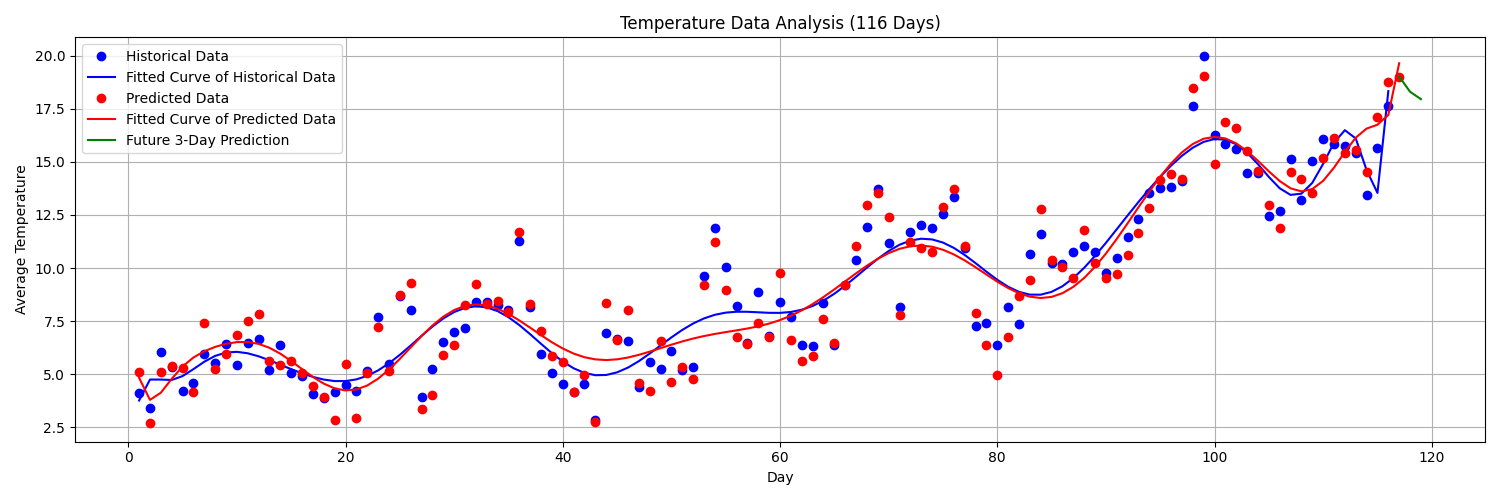 Temperature Data Analysis (116 Days)
Historical Data
Fitted Curve of Historical Data
Predicted Data
Fitted Curve of Predicted Data
Future 3-Day Prediction
Average Temperature
20.0
17.5
15.0
12.5
10.0
7.5
5.0
2.5
0 20 40 60 80 100 120
Day